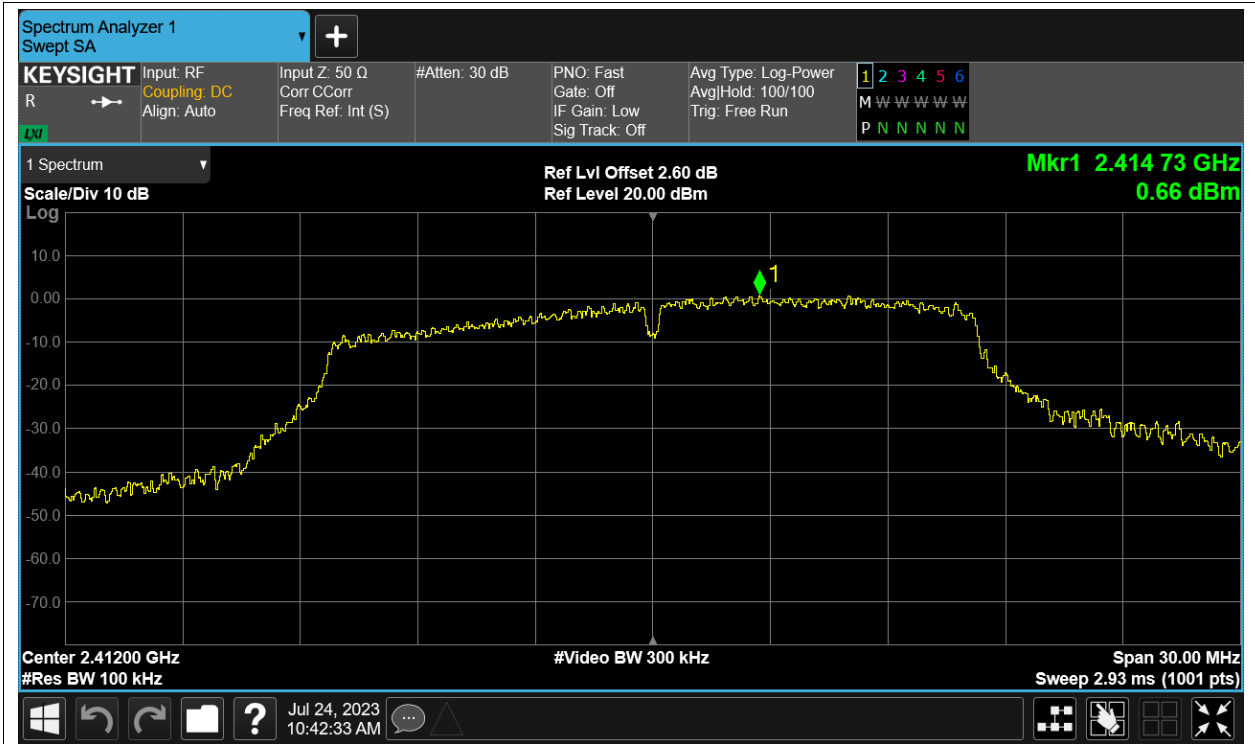 Spectrum Analyzer 1
Swept SA
KEYSIGHT
R
LXI
Input: RF
Coupling: DC
Align: Auto
Input Z: 50 Ω
Corr CCorr
Freq Ref: Int (S)
#Atten: 30 dB
PNO: Fast
Gate: Off
IF Gain: Low
Sig Track: Off
Avg Type: Log-Power
Avg|Hold: 100/100
Trig: Free Run
1 2 3 4 5 6
M W W W W W
P N N N N N
1 Spectrum
Scale/Div 10 dB
Log
Ref Lvl Offset 2.60 dB
Ref Level 20.00 dBm
Mkr1 2.414 73 GHz
0.66 dBm
1
10.0
0.00
-10.0
-20.0
-30.0
-40.0
-50.0
-60.0
-70.0
Center 2.41200 GHz
#Res BW 100 kHz
#Video BW 300 kHz
Span 30.00 MHz
Sweep 2.93 ms (1001 pts)
?
Jul 24, 2023
10:42:33 AM